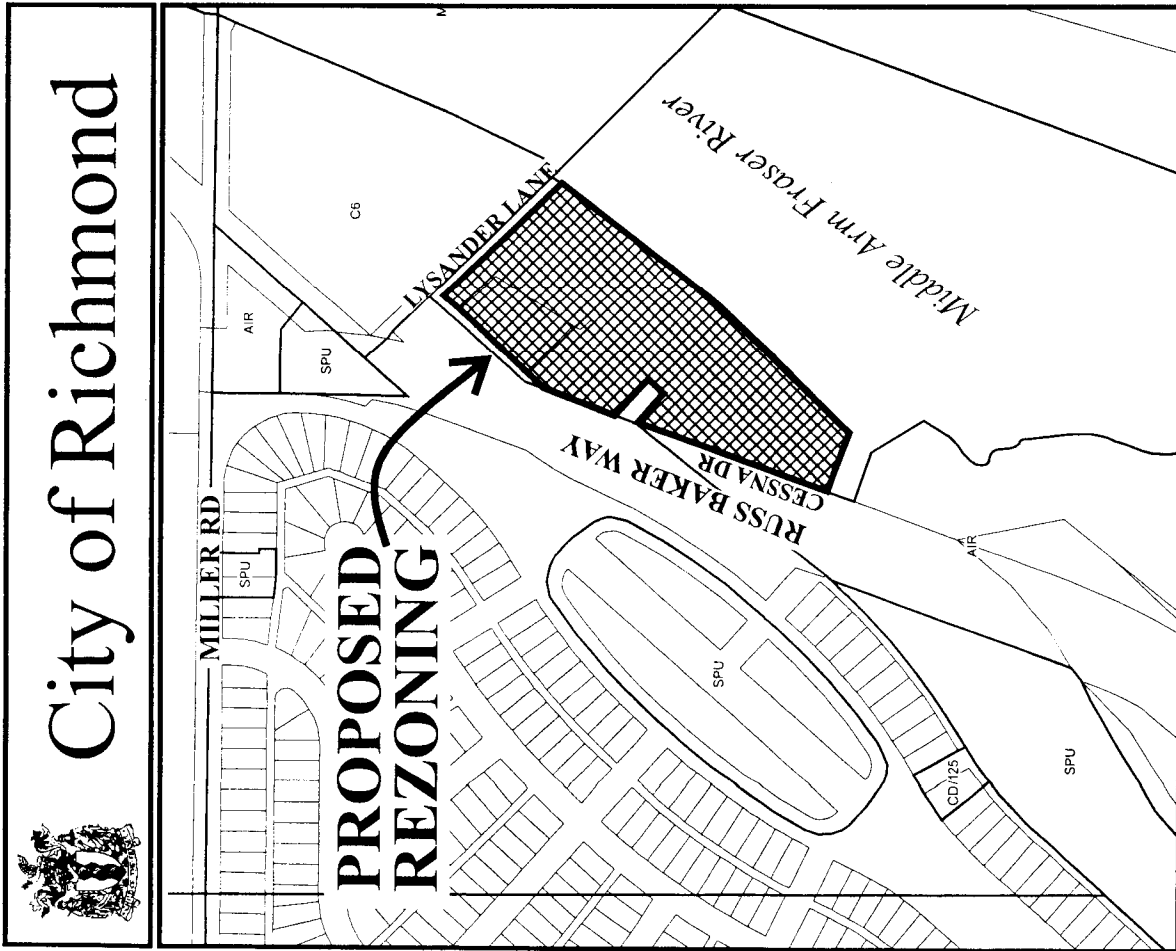 City of Richmond
MILLER RD
SPU
AIR
SPU
C6
M
PROPOSED
REZONING
LYSANDER LANE
RUSS BAKER WAY
CESSNA DR
Middle Arm Fraser River
SPU
AIR
CD/125
SPU